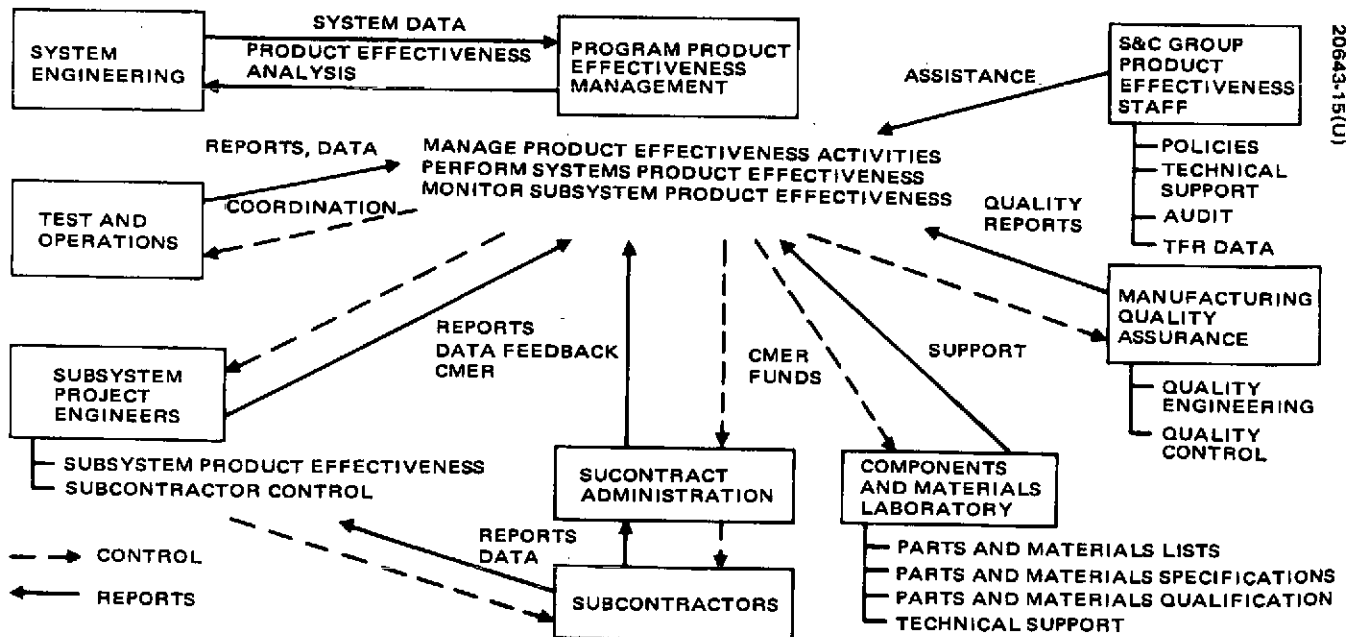 20643-15(U)
SYSTEM
ENGINEERING
SYSTEM DATA
PRODUCT EFFECTIVENESS
ANALYSIS
PROGRAM PRODUCT
EFFECTIVENESS
MANAGEMENT
ASSISTANCE
S&C GROUP
PRODUCT
EFFECTIVENESS
STAFF
POLICIES
TECHNICAL
SUPPORT
AUDIT
TFR DATA
REPORTS, DATA
COORDINATION
TEST AND
OPERATIONS
MANAGE PRODUCT EFFECTIVENESS ACTIVITIES
PERFORM SYSTEMS PRODUCT EFFECTIVENESS
MONITOR SUBSYSTEM PRODUCT EFFECTIVENESS
QUALITY
REPORTS
MANUFACTURING
QUALITY
ASSURANCE
QUALITY
ENGINEERING
QUALITY
CONTROL
SUBSYSTEM
PROJECT
ENGINEERS
SUBSYSTEM PRODUCT EFFECTIVENESS
SUBCONTRACTOR CONTROL
REPORTS
DATA FEEDBACK
CMER
CMER
FUNDS
SUPPORT
SUCONTRACT
ADMINISTRATION
COMPONENTS
AND MATERIALS
LABORATORY
PARTS AND MATERIALS LISTS
PARTS AND MATERIALS SPECIFICATIONS
PARTS AND MATERIALS QUALIFICATION
TECHNICAL SUPPORT
REPORTS
DATA
SUBCONTRACTORS
CONTROL
REPORTS